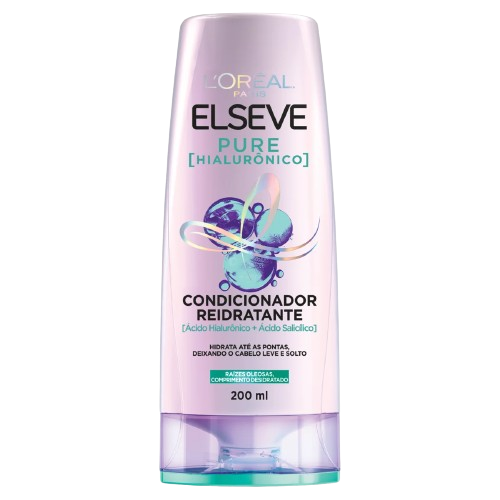 L'ORÉAL
PARIS
ELSEVE
PURE
[HIALURÔNICO]
CONDICIONADOR
REIDRATANTE
[Ácido Hialurônico + Ácido Salicílico]
HIDRATA ATÉ AS PONTAS,
DEIXANDO O CABELO LEVE E SOLTO
RAÍZES OLEOSAS,
COMPRIMENTO DESIDRATADO
200 ml